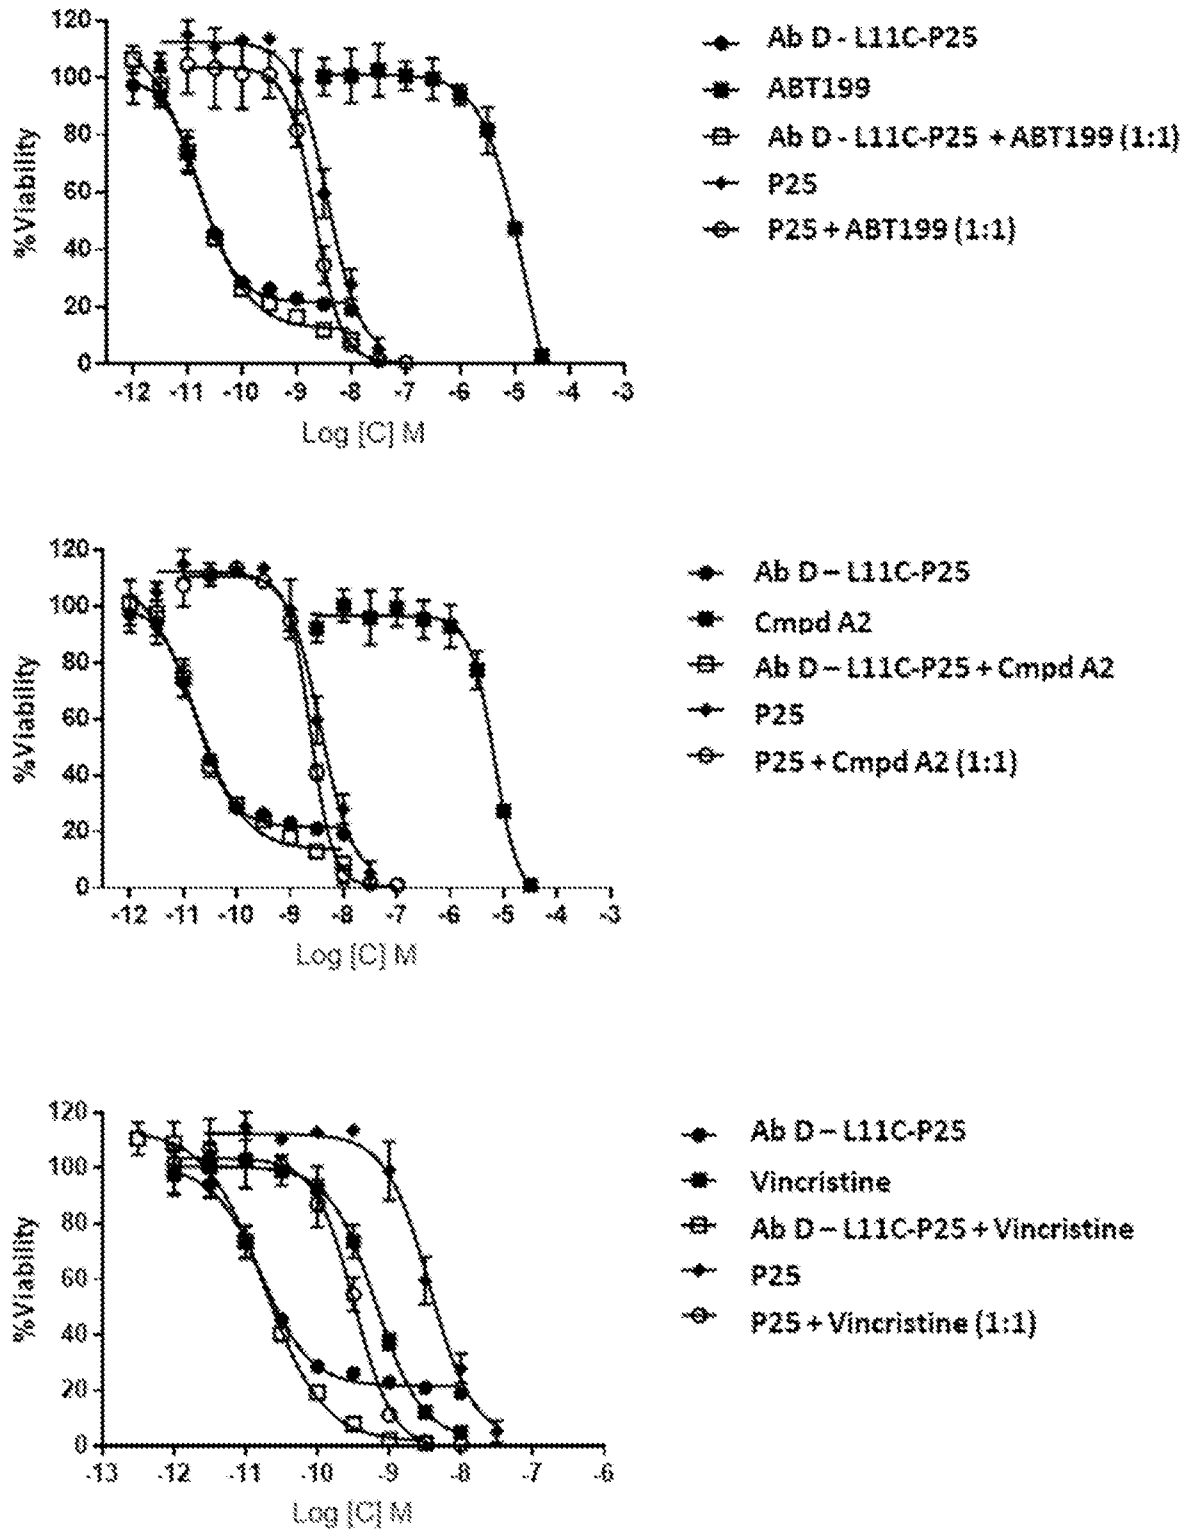 120
100
80
60
40
20
0
%Viability
-12 -11 -10 -9 -8 -7 -6 -5 -4 -3
Log [C] M
Ab D - L11C-P25
ABT199
Ab D - L11C-P25 + ABT199 (1:1)
P25
P25 + ABT199 (1:1)
120
100
80
60
40
20
0
%Viability
-12 -11 -10 -9 -8 -7 -6 -5 -4 -3
Log [C] M
Ab D – L11C-P25
Cmpd A2
Ab D – L11C-P25 + Cmpd A2
P25
P25 + Cmpd A2 (1:1)
120
100
80
60
40
20
0
%Viability
-13 -12 -11 -10 -9 -8 -7 -6
Log [C] M
Ab D – L11C-P25
Vincristine
Ab D – L11C-P25 + Vincristine
P25
P25 + Vincristine (1:1)